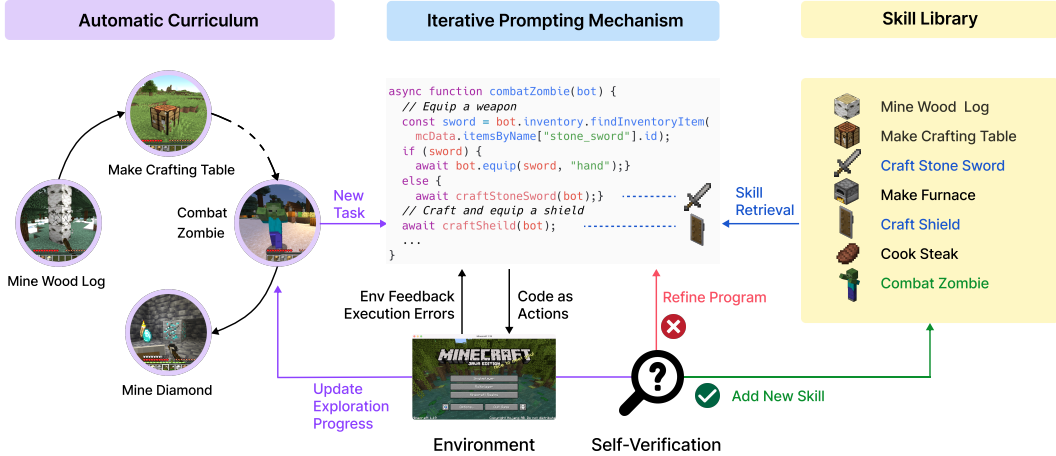 Automatic Curriculum
Iterative Prompting Mechanism
Skill Library
Make Crafting Table
Mine Wood Log
Combat
Zombie
Mine Diamond
New
Task
async function combatZombie(bot) {
// Equip a weapon
const sword = bot.inventory.findInventoryItem(
mcData.itemsByName["stone_sword"].id);
if (sword) {
await bot.equip(sword, "hand");}
else {
await craftStoneSword(bot);}
// Craft and equip a shield
await craftSheild(bot);
...
}
Skill
Retrieval
Mine Wood Log
Make Crafting Table
Craft Stone Sword
Make Furnace
Craft Shield
Cook Steak
Combat Zombie
Env Feedback
Execution Errors
Code as
Actions
Refine Program
MINECRAFT
JAVA EDITION
Update
Exploration
Progress
Add New Skill
?
Environment
Self-Verification